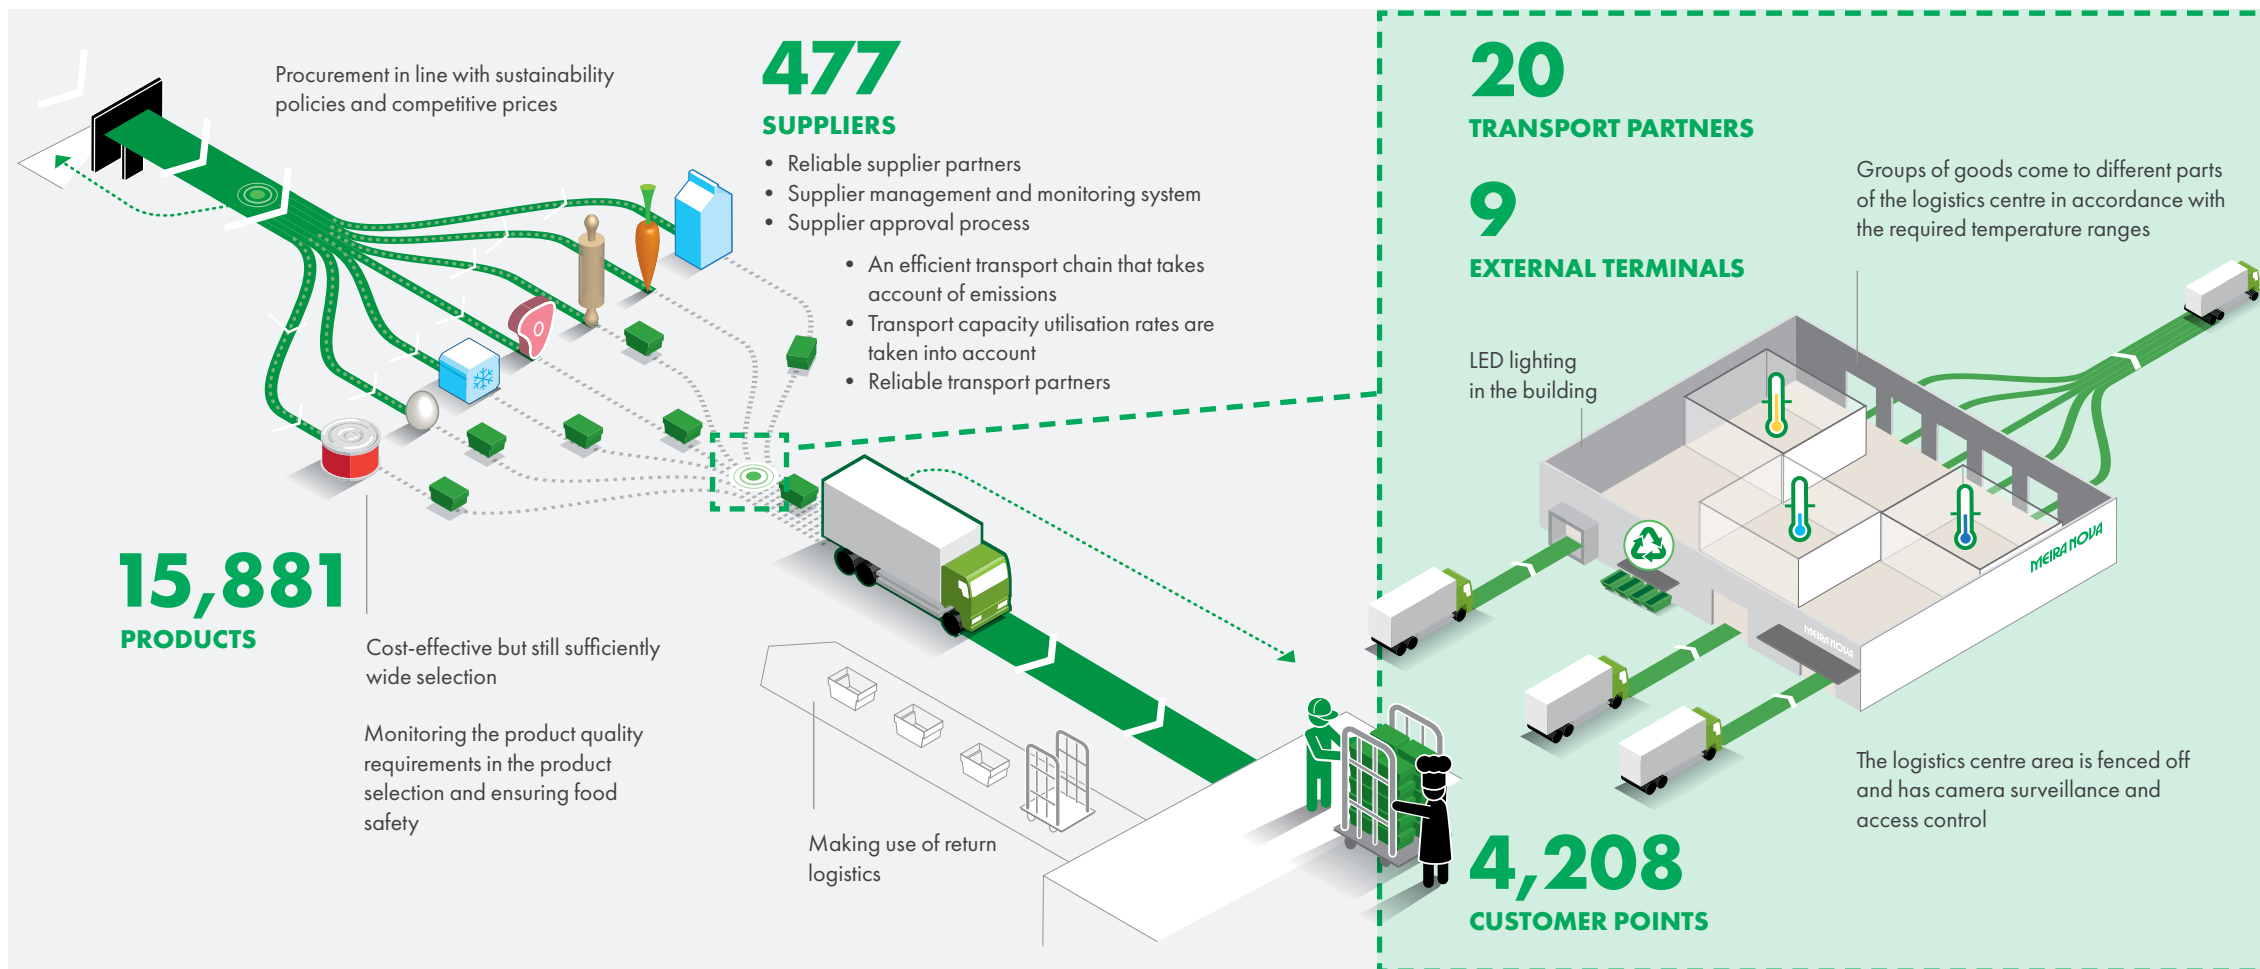 Procurement in line with sustainability
policies and competitive prices
477
SUPPLIERS
• Reliable supplier partners
• Supplier management and monitoring system
• Supplier approval process
• An efficient transport chain that takes
account of emissions
• Transport capacity utilisation rates are
taken into account
• Reliable transport partners
15,881
PRODUCTS
Cost-effective but still sufficiently
wide selection
Monitoring the product quality
requirements in the product
selection and ensuring food
safety
Making use of return
logistics
20
TRANSPORT PARTNERS
9
EXTERNAL TERMINALS
Groups of goods come to different parts
of the logistics centre in accordance with
the required temperature ranges
LED lighting
in the building
MEIRA NOVA
MEIRA NOVA
The logistics centre area is fenced off
and has camera surveillance and
access control
4,208
CUSTOMER POINTS